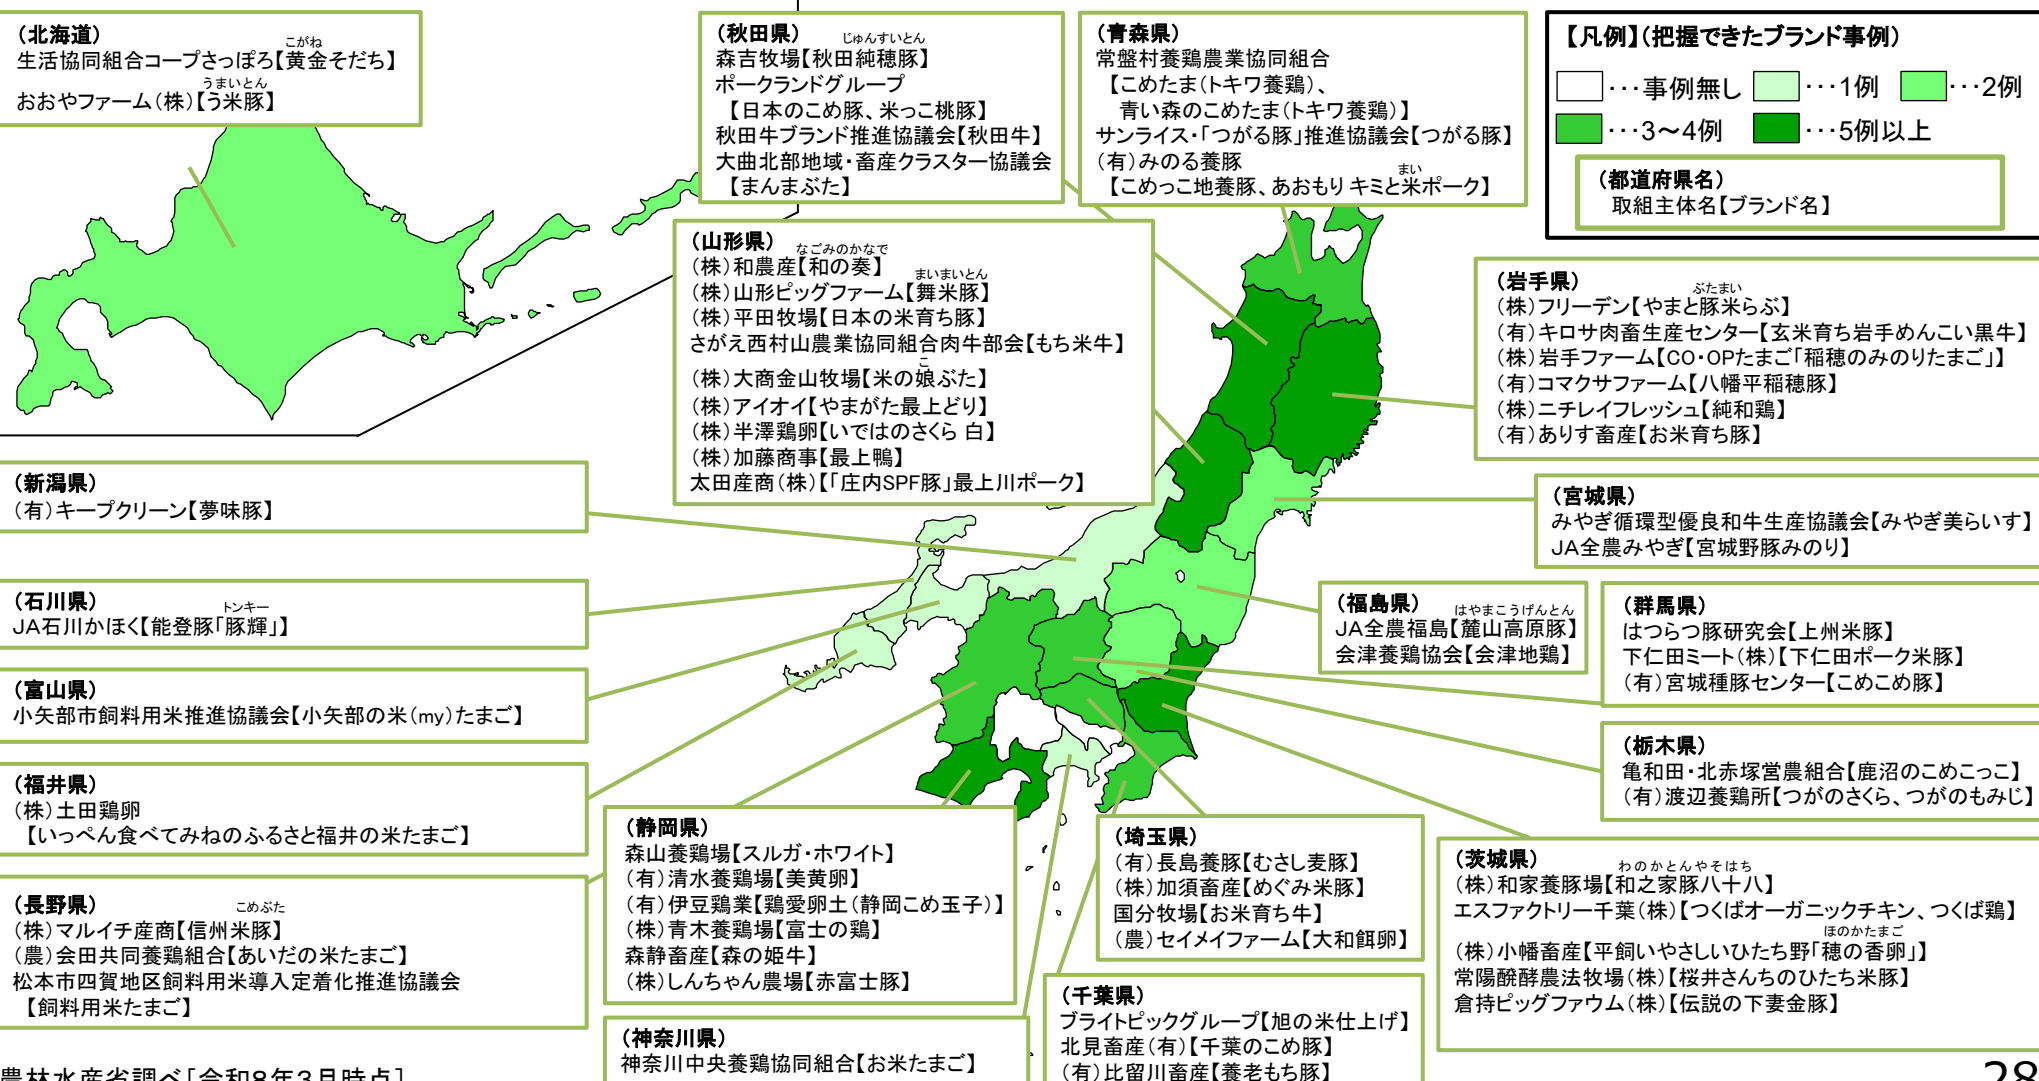 (北海道)
こがね
生活協同組合コープさっぽろ【黄金そだち】
うまいとん
おおやファーム(株)【う米豚】
(秋田県)
じゅんすいとん
森吉牧場【秋田純穂豚】
ポークランドグループ
【日本のこめ豚、米っこ桃豚】
秋田牛ブランド推進協議会【秋田牛】
大曲北部地域・畜産クラスター協議会
【まんまぶた】
(青森県)
常盤村養鶏農業協同組合
【こめたま(トキワ養鶏)、
青い森のこめたま(トキワ養鶏)】
サンライス・「つがる豚」推進協議会【つがる豚】
(有)みのる養豚
まい
【こめっこ地養豚、あおもり キミと米ポーク】
【凡例】(把握できたブランド事例)
…事例無し …1例 …2例
…3～4例 …5例以上
(都道府県名)
取組主体名【ブランド名】
(山形県)
なごみのかなで
(株)和農産【和の奏】
まいまいとん
(株)山形ピッグファーム【舞米豚】
(株)平田牧場【日本の米育ち豚】
さがえ西村山農業協同組合肉牛部会【もち米牛】
こ
(株)大商金山牧場【米の娘ぶた】
(株)アイオイ【やまがた最上どり】
(株)半澤鶏卵【いではのさくら 白】
(株)加藤商事【最上鴨】
太田産商(株)【「庄内SPF豚」最上川ポーク】
(岩手県)
ぶたまい
(株)フリーデン【やまと豚米らぶ】
(有)キロサ肉畜生産センター【玄米育ち岩手めんこい黒牛】
(株)岩手ファーム【CO・OPたまご「稲穂のみのりたまご」】
(有)コマクサファーム【八幡平稲穂豚】
(株)ニチレイフレッシュ【純和鶏】
(有)ありす畜産【お米育ち豚】
(新潟県)
(有)キープクリーン【夢味豚】
(宮城県)
みやぎ循環型優良和牛生産協議会【みやぎ美らいす】
JA全農みやぎ【宮城野豚みのり】
(石川県)
トンキー
JA石川かほく【能登豚「豚輝」】
(福島県)
はやまこうげんとん
JA全農福島【麓山高原豚】
会津養鶏協会【会津地鶏】
(群馬県)
はつらつ豚研究会【上州米豚】
下仁田ミート(株)【下仁田ポーク米豚】
(有)宮城種豚センター【こめこめ豚】
(富山県)
小矢部市飼料用米推進協議会【小矢部の米(my)たまご】
(栃木県)
亀和田・北赤塚営農組合【鹿沼のこめこっこ】
(有)渡辺養鶏所【つがのさくら、つがのもみじ】
(福井県)
(株)土田鶏卵
【いっぺん食べてみねのふるさと福井の米たまご】
(静岡県)
森山養鶏場【スルガ・ホワイト】
(有)清水養鶏場【美黄卵】
(有)伊豆鶏業【鶏愛卵土(静岡こめ玉子)】
(株)青木養鶏場【富士の鶏】
森静畜産【森の姫牛】
(株)しんちゃん農場【赤富士豚】
(埼玉県)
(有)長島養豚【むさし麦豚】
(株)加須畜産【めぐみ米豚】
国分牧場【お米育ち牛】
(農)セイメイファーム【大和餌卵】
(茨城県)
わのかとんやそはち
(株)和家養豚場【和之家豚八十八】
エスファクトリー千葉(株)【つくばオーガニックチキン、つくば鶏】
ほのかたまご
(株)小幡畜産【平飼いやさしいひたち野「穂の香卵」】
常陽醗酵農法牧場(株)【桜井さんちのひたち米豚】
倉持ピッグファウム(株)【伝説の下妻金豚】
(長野県)
こめぶた
(株)マルイチ産商【信州米豚】
(農)会田共同養鶏組合【あいだの米たまご】
松本市四賀地区飼料用米導入定着化推進協議会
【飼料用米たまご】
(神奈川県)
神奈川中央養鶏協同組合【お米たまご】
(千葉県)
ブライトピックグループ【旭の米仕上げ】
北見畜産(有)【千葉のこめ豚】
(有)比留川畜産【養老もち豚】
農林水産省調べ［令和8年3月時点］
28